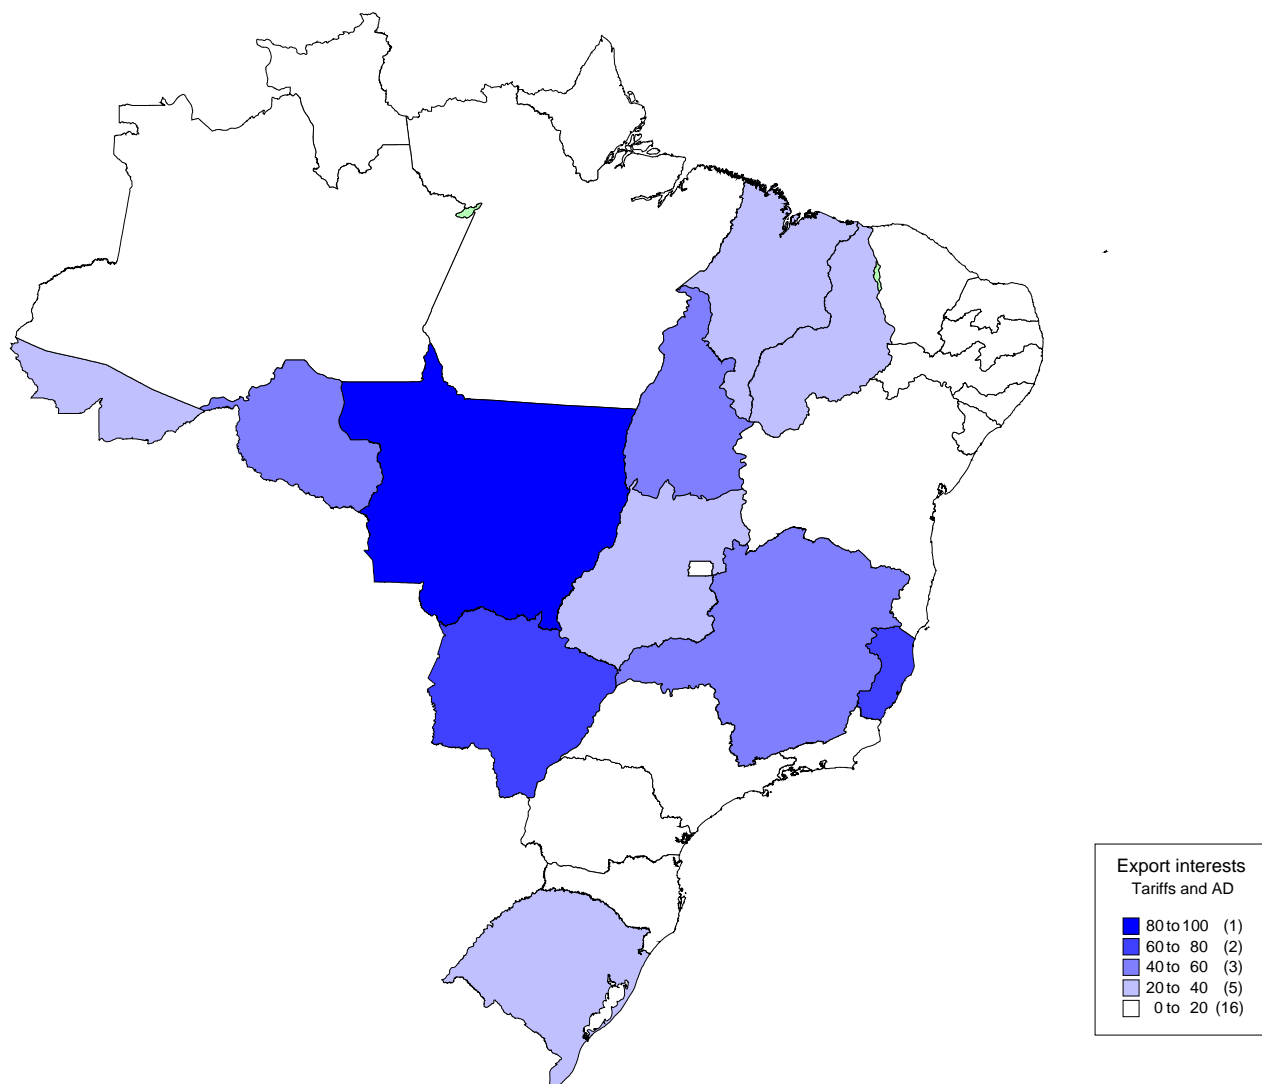 Export interests
Tariffs and AD
80 to 100 (1)
60 to 80 (2)
40 to 60 (3)
20 to 40 (5)
0 to 20 (16)